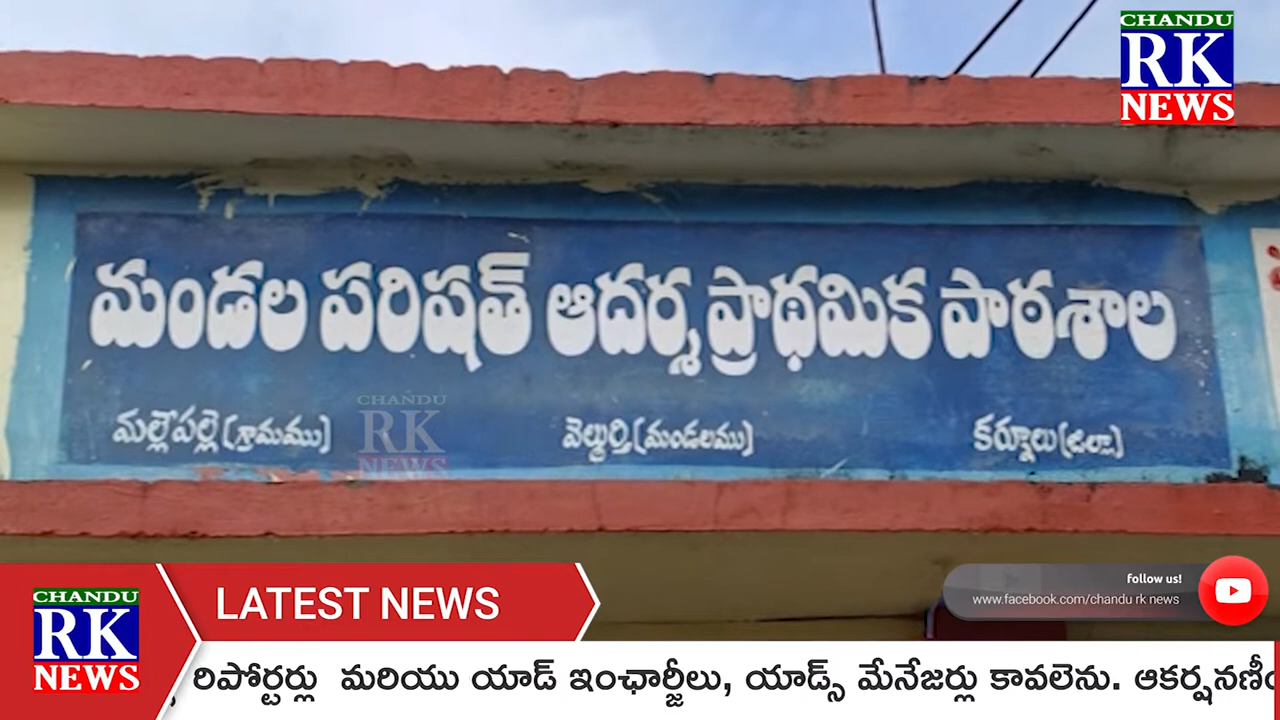 CHANDU
RK
NEWS
మండల పరిషత్ ఆదర్శ ప్రాథమిక పాఠశాల
మల్లెపల్లె (గ్రామము) వెల్దుర్తి (మండలము) కర్నూలు (జిల్లా)
CHANDU
RK
NEWS
follow us!
www.facebook.com/chandu rk news
CHANDU
RK
NEWS
LATEST NEWS
రిపోర్టర్లు మరియు యాడ్ ఇంఛార్జీలు, యాడ్స్ మేనేజర్లు కావలెను.